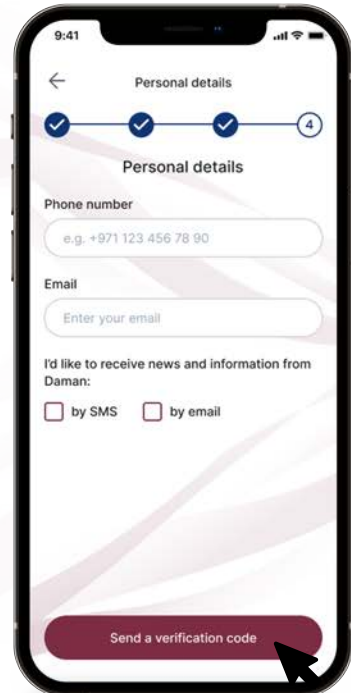 9:41
Personal details
4
Personal details
Phone number
e.g. +971 123 456 78 90
Email
Enter your email
I'd like to receive news and information from
Daman:
by SMS by email
Send a verification code